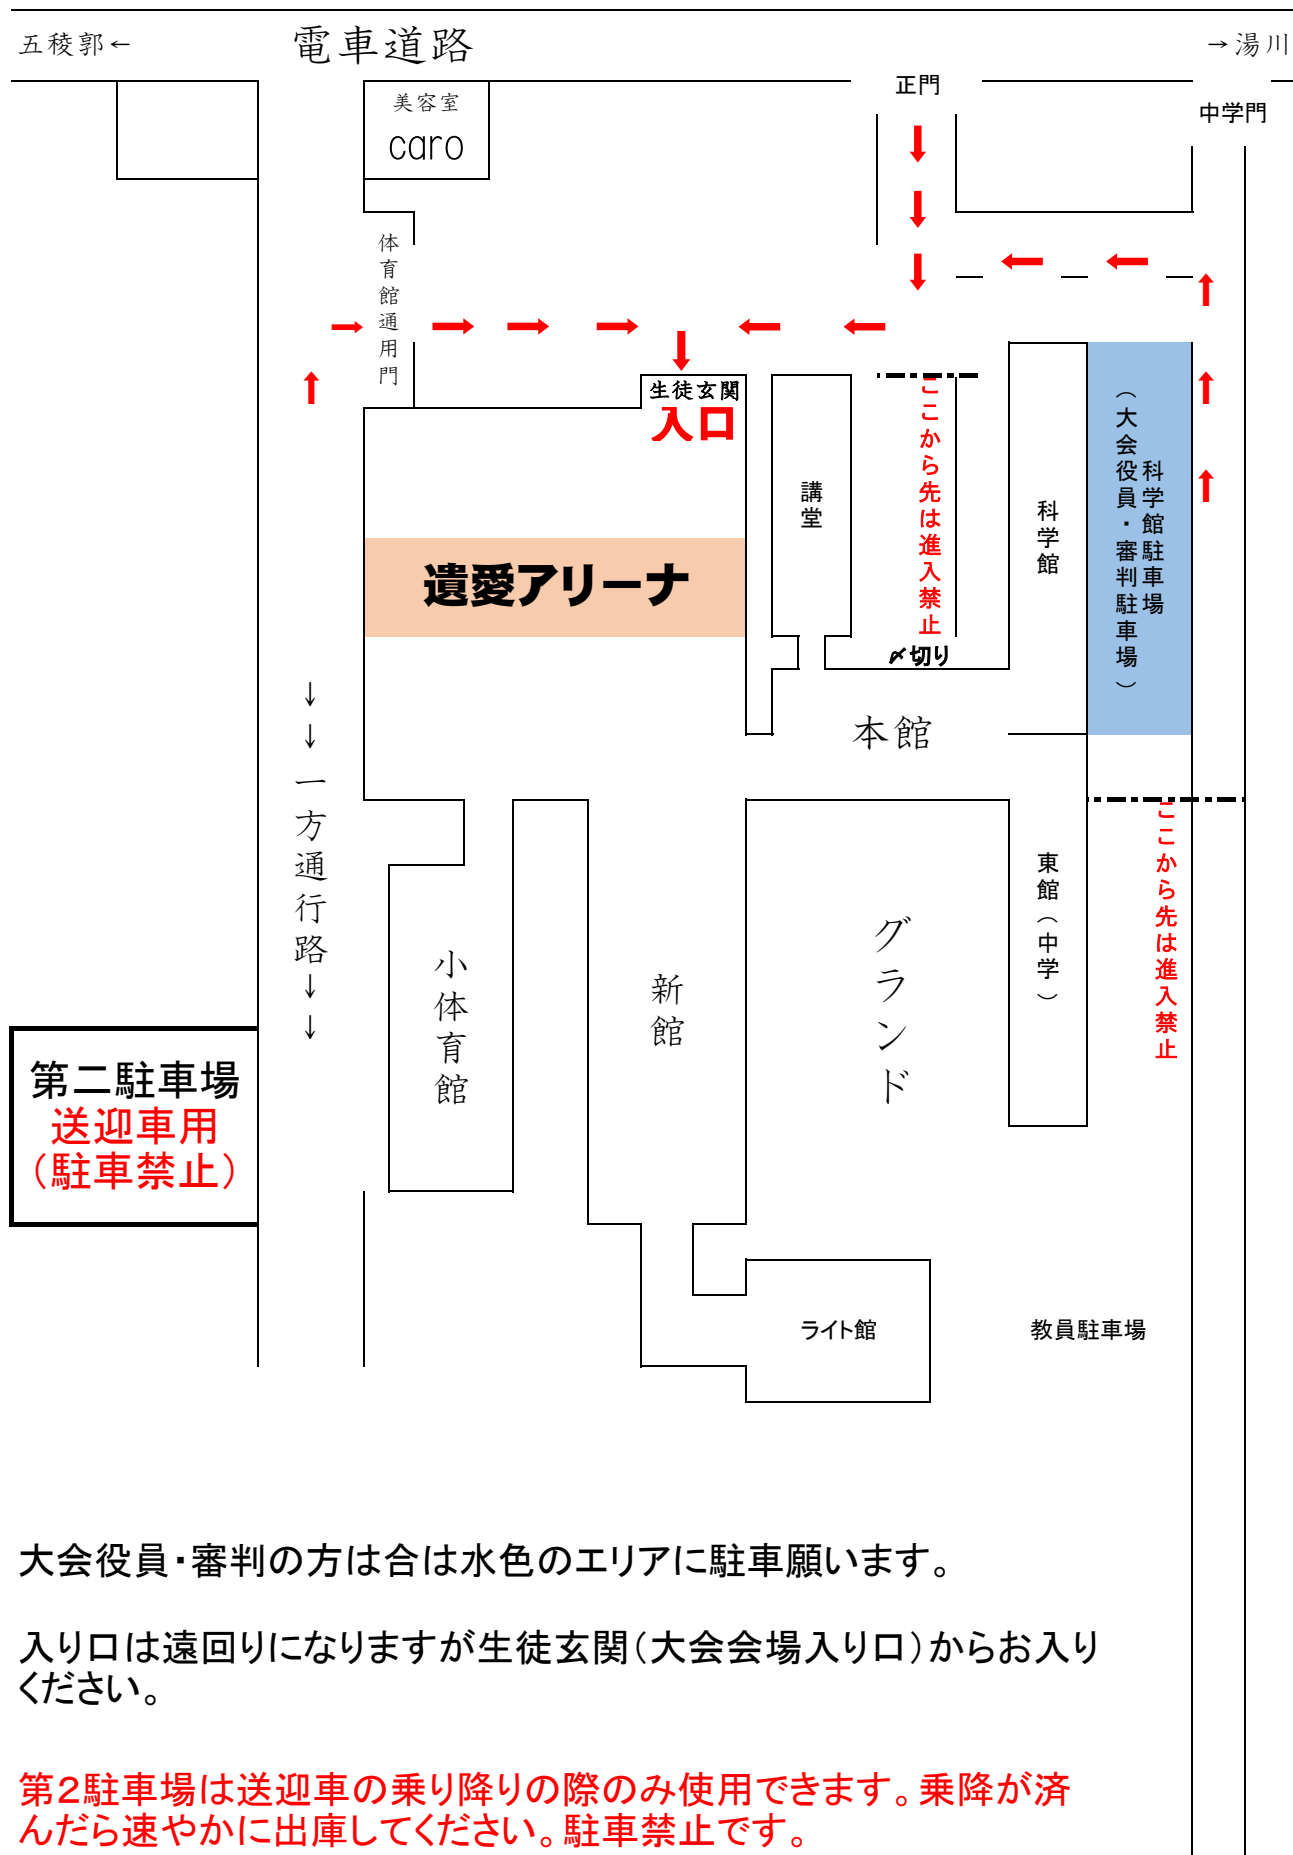 五稜郭←
電車道路
→湯川
美容室
caro
正門
中学門
体育館通用門
生徒玄関
入口
講堂
ここから先は進入禁止
〆切り
科学館
科学館駐車場
（大会役員・審判駐車場）
遺愛アリーナ
本館
↓↓一方通行路↓↓
ここから先は進入禁止
東館（中学）
グランド
小体育館
新館
第二駐車場
送迎車用
（駐車禁止）
ライト館
教員駐車場
大会役員・審判の方は合は水色のエリアに駐車願います。
入り口は遠回りになりますが生徒玄関（大会会場入り口）からお入り
ください。
第２駐車場は送迎車の乗り降りの際のみ使用できます。乗降が済
んだら速やかに出庫してください。駐車禁止です。